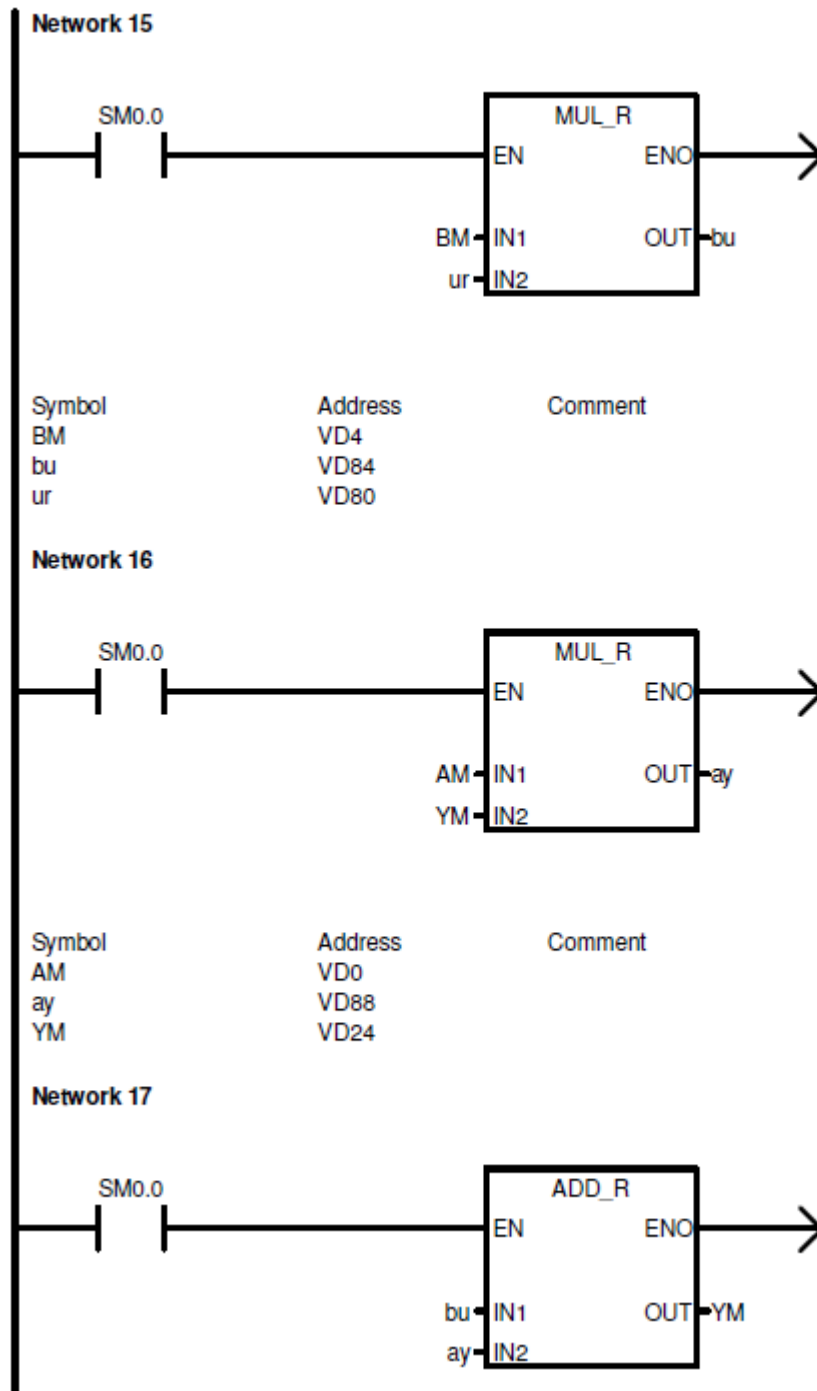 Network 15
SM0.0
MUL_R
EN ENO
BM IN1 OUT bu
ur IN2
Symbol Address Comment
BM VD4
bu VD84
ur VD80
Network 16
SM0.0
MUL_R
EN ENO
AM IN1 OUT ay
YM IN2
Symbol Address Comment
AM VD0
ay VD88
YM VD24
Network 17
SM0.0
ADD_R
EN ENO
bu IN1 OUT YM
ay IN2